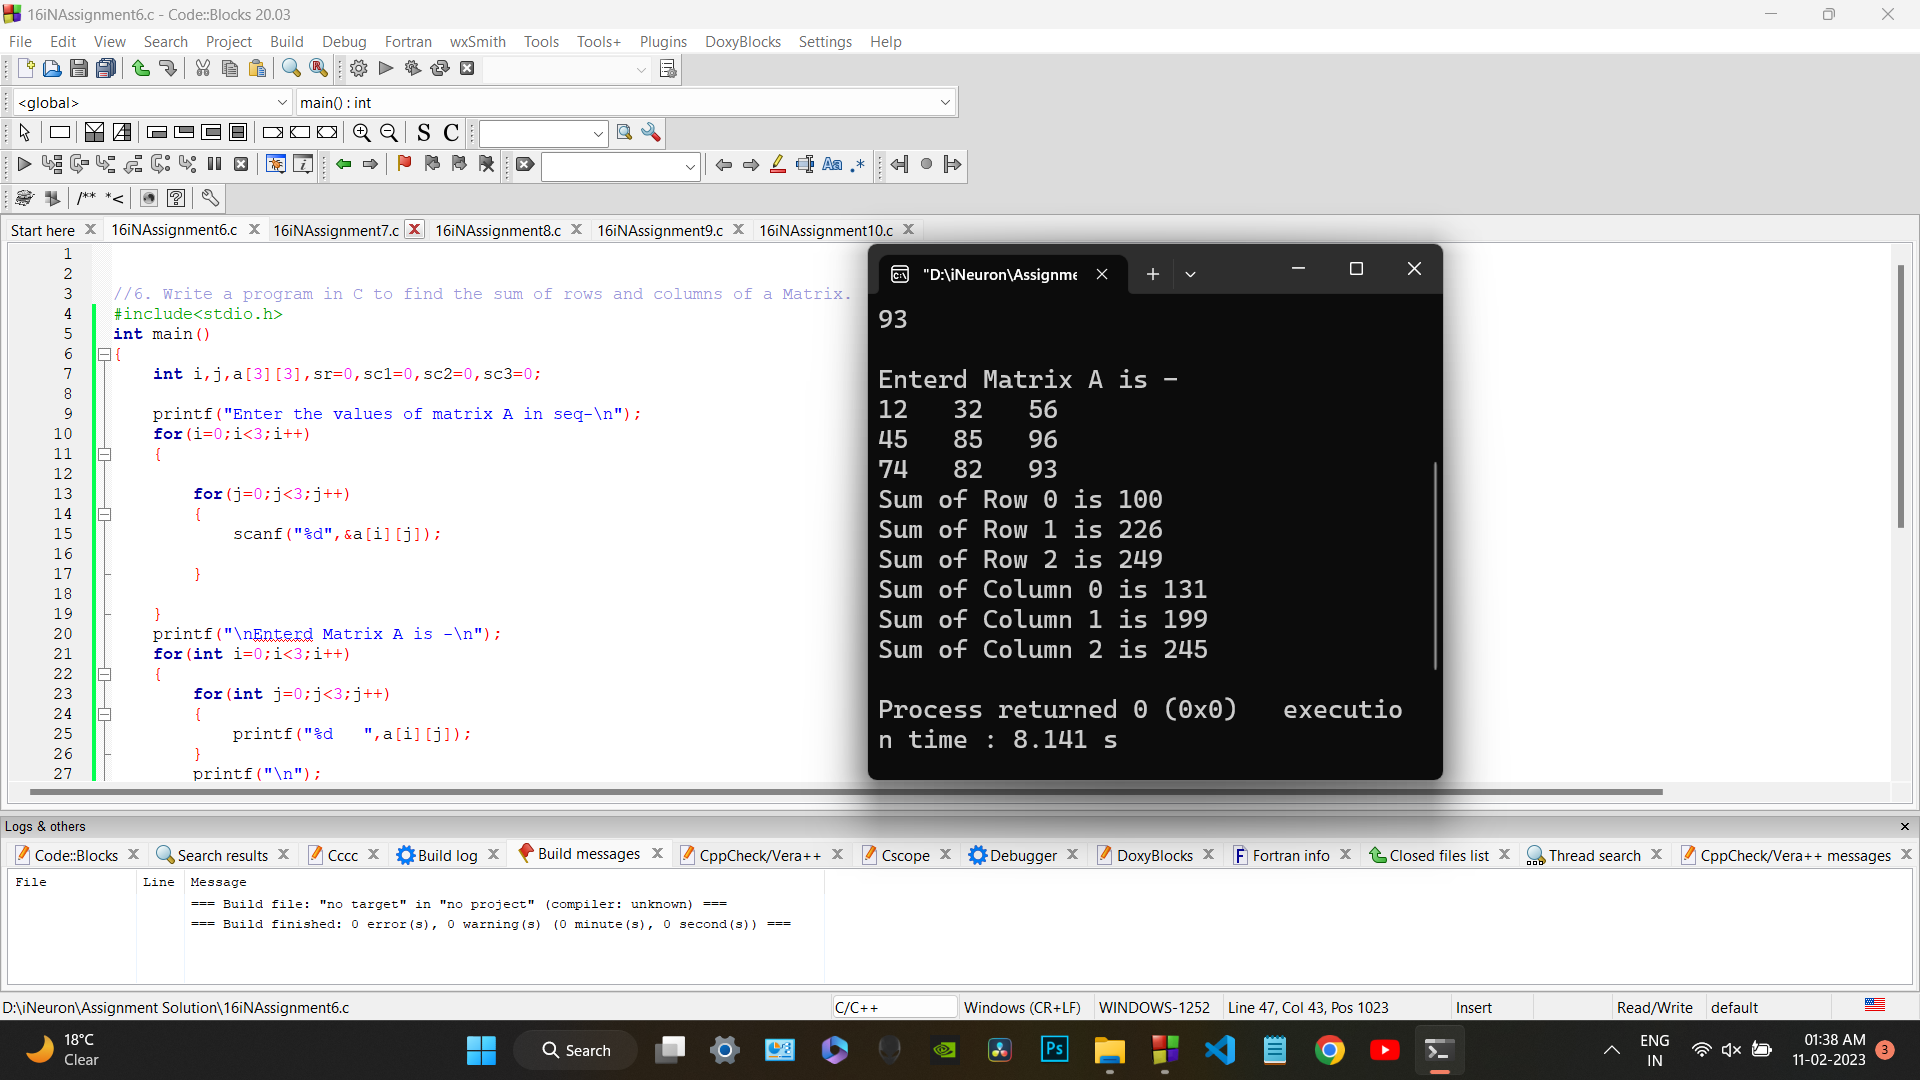 16iNAssignment6.c - Code::Blocks 20.03
File Edit View Search Project Build Debug Fortran wxSmith Tools Tools+ Plugins DoxyBlocks Settings Help
<global> main() : int
S C
Aa .*
/** *<
Start here 16iNAssignment6.c 16iNAssignment7.c 16iNAssignment8.c 16iNAssignment9.c 16iNAssignment10.c
1
2
3 //6. Write a program in C to find the sum of rows and columns of a Matrix.
4 #include<stdio.h>
5 int main()
6 {
7 int i,j,a[3][3],sr=0,sc1=0,sc2=0,sc3=0;
8
9 printf("Enter the values of matrix A in seq-\n");
10 for(i=0;i<3;i++)
11 {
12
13 for(j=0;j<3;j++)
14 {
15 scanf("%d",&a[i][j]);
16
17 }
18
19 }
20 printf("\nEnterd Matrix A is -\n");
21 for(int i=0;i<3;i++)
22 {
23 for(int j=0;j<3;j++)
24 {
25 printf("%d   ",a[i][j]);
26 }
27 printf("\n");
"D:\iNeuron\Assignme
93
Enterd Matrix A is -
12 32 56
45 85 96
74 82 93
Sum of Row 0 is 100
Sum of Row 1 is 226
Sum of Row 2 is 249
Sum of Column 0 is 131
Sum of Column 1 is 199
Sum of Column 2 is 245
Process returned 0 (0x0)   executio
n time : 8.141 s
Logs & others
Code::Blocks Search results Cccc Build log Build messages CppCheck/Vera++ Cscope Debugger DoxyBlocks Fortran info Closed files list Thread search CppCheck/Vera++ messages
File Line Message
=== Build file: "no target" in "no project" (compiler: unknown) ===
=== Build finished: 0 error(s), 0 warning(s) (0 minute(s), 0 second(s)) ===
D:\iNeuron\Assignment Solution\16iNAssignment6.c C/C++ Windows (CR+LF) WINDOWS-1252 Line 47, Col 43, Pos 1023 Insert Read/Write default
18°C
Clear
Search
Ps
ENG
IN
01:38 AM
11-02-2023
3